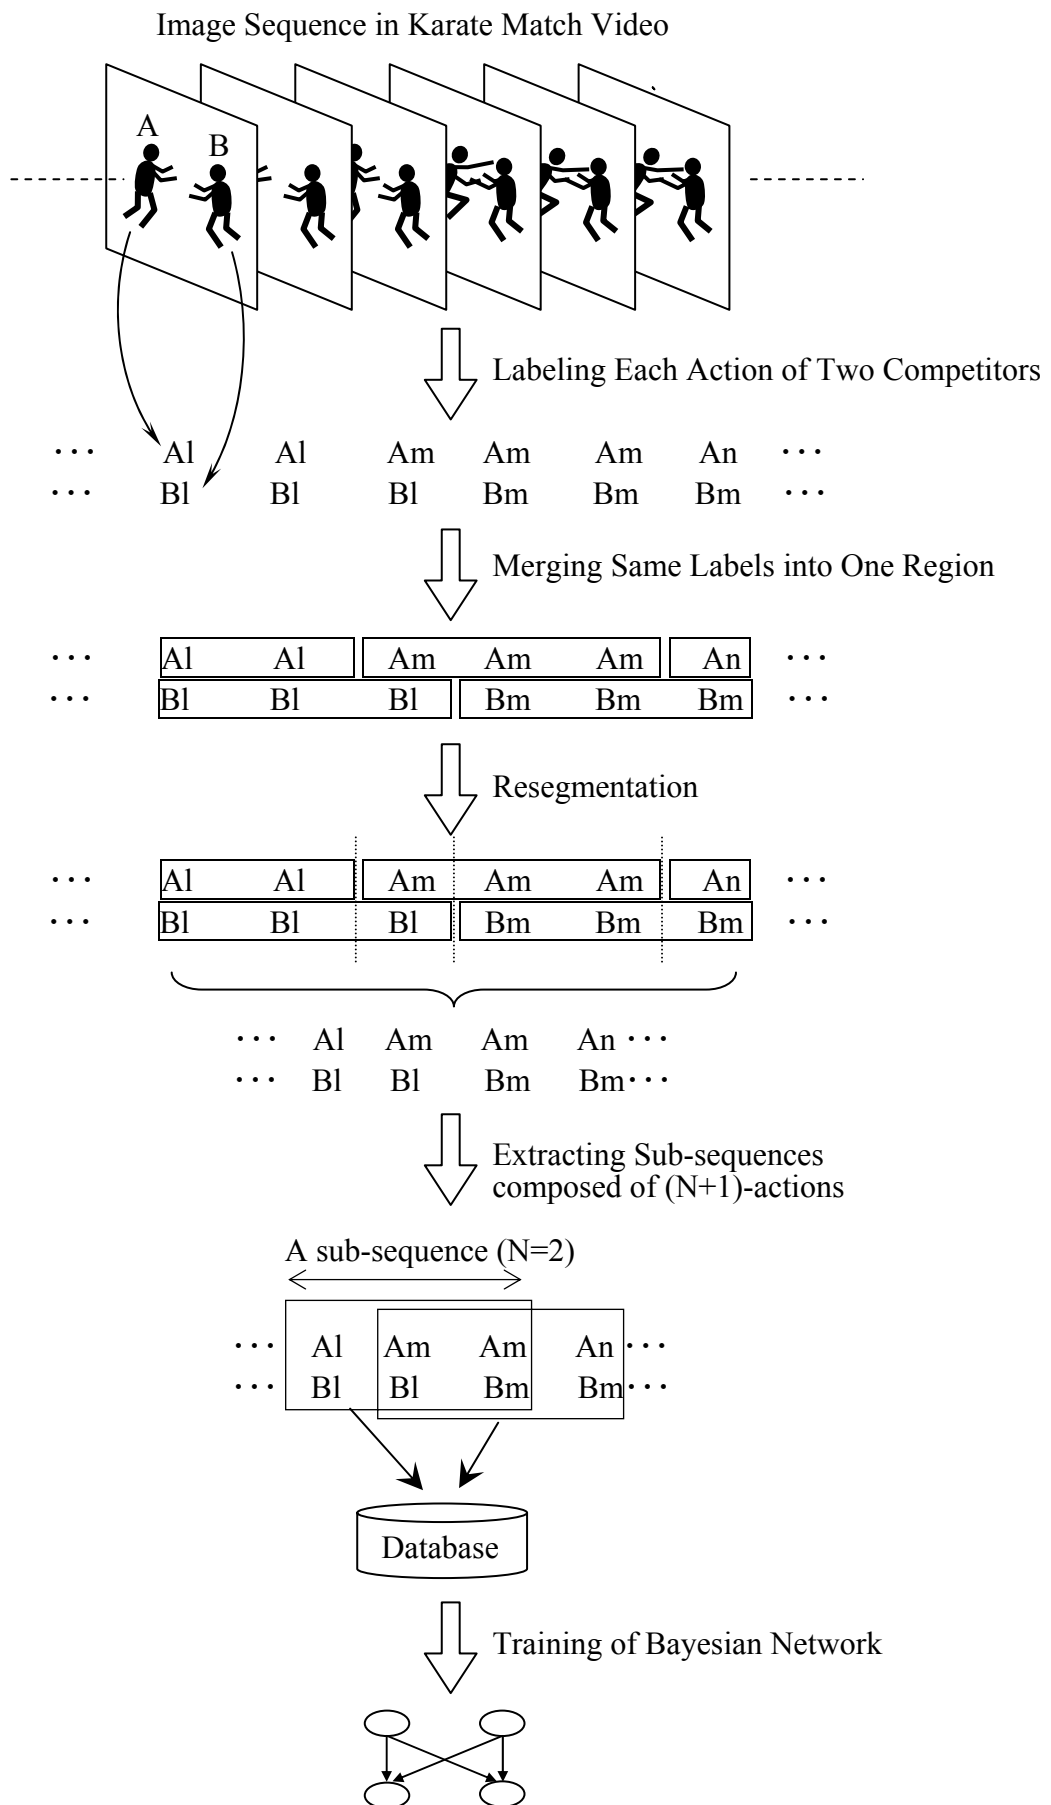 Image Sequence in Karate Match Video
A
B
Labeling Each Action of Two Competitors
··· Al Al Am Am Am An ···
··· Bl Bl Bl Bm Bm Bm ···
Merging Same Labels into One Region
··· Al Al Am Am Am An ···
··· Bl Bl Bl Bm Bm Bm ···
Resegmentation
··· Al Al Am Am Am An ···
··· Bl Bl Bl Bm Bm Bm ···
··· Al Am Am An ···
··· Bl Bl Bm Bm ···
Extracting Sub-sequences
composed of (N+1)-actions
A sub-sequence (N=2)
··· Al Am Am An ···
··· Bl Bl Bm Bm ···
Database
Training of Bayesian Network